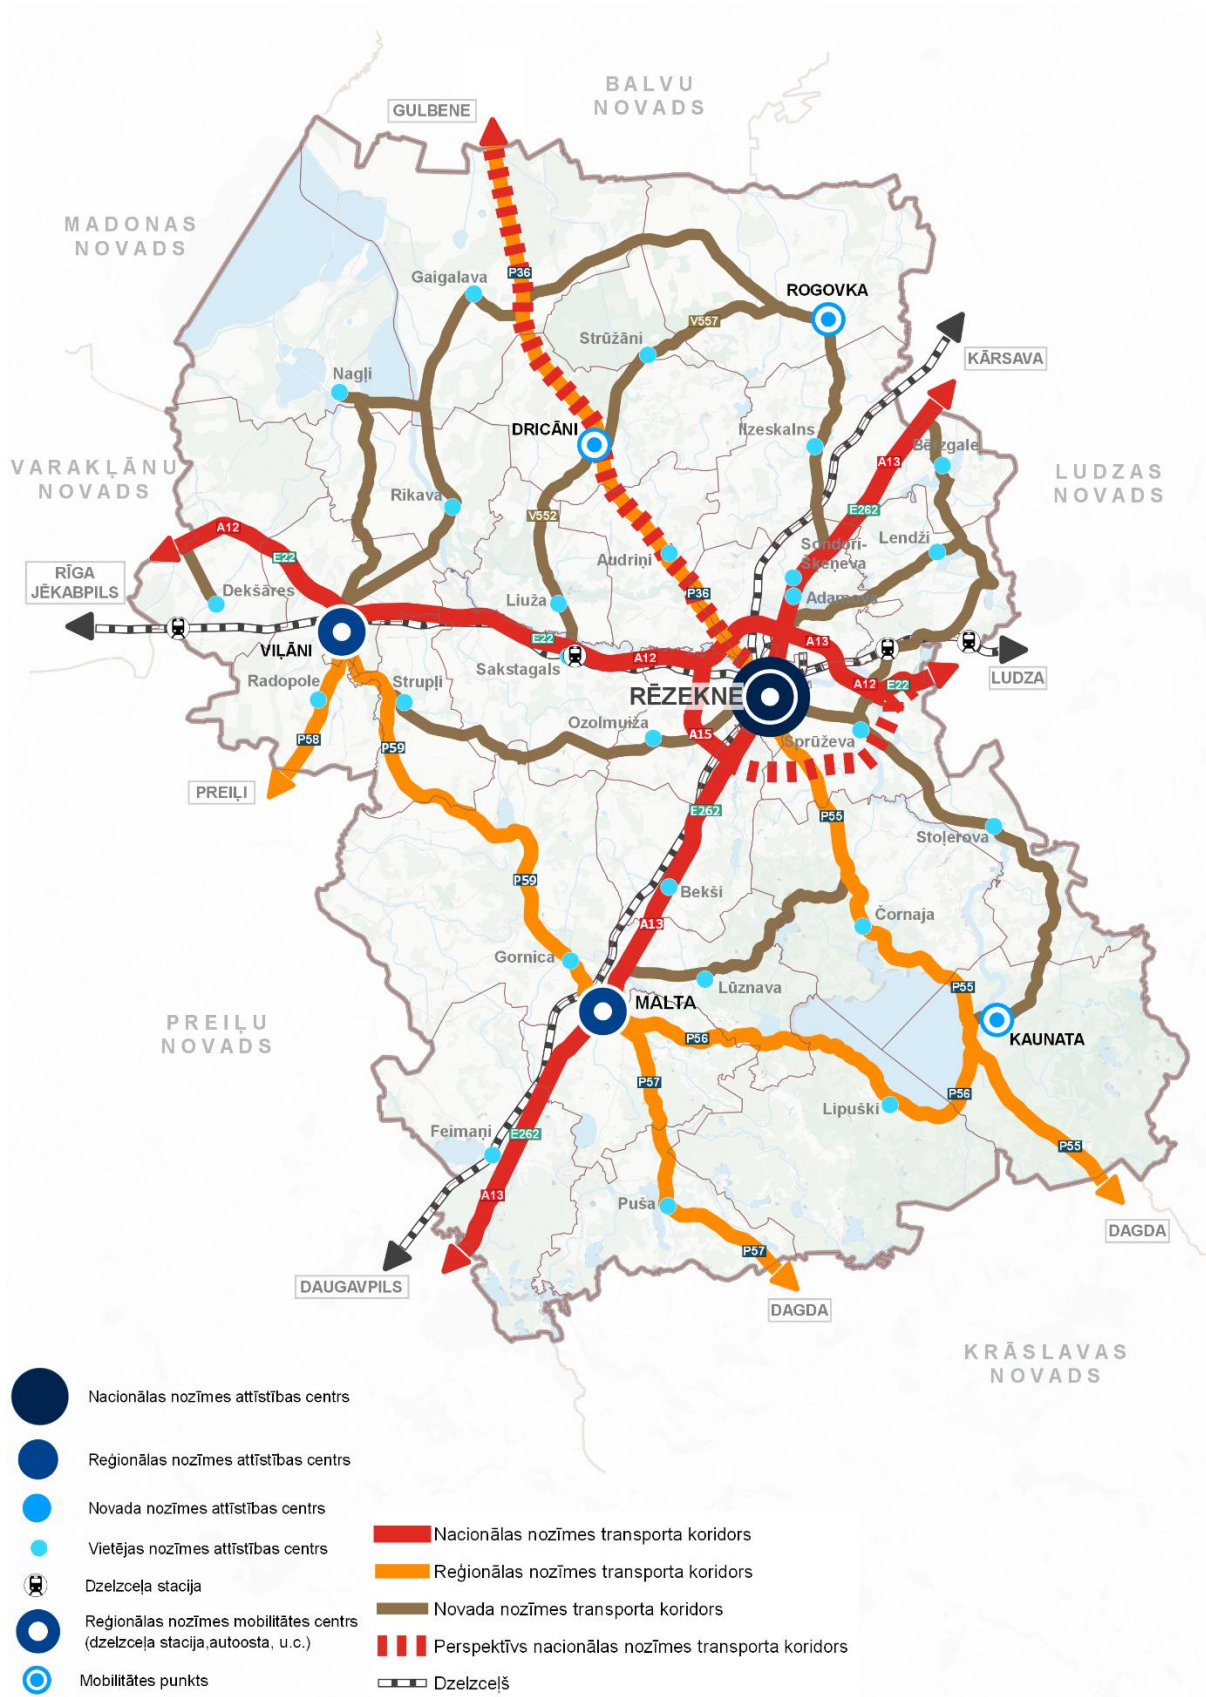 BALVU
NOVADS
GULBENE
MADONAS
NOVADS
P36
Gaigalava
ROGOVKA
V557
Strūžāni
KĀRSAVA
Nagļi
DRICĀNI
Ilzeskalns
Bērzgale
A13
VARAKĻĀNU
NOVADS
LUDZAS
NOVADS
Rikava
V552
E262
A12
E22
Audriņi
Sondori-
Škeņeva
Lendži
RĪGA
JĒKABPILS
Dekšāres
Liuža
P36
Adamova
VIĻĀNI
E22
A12
A13
Sakstagals
LUDZA
Radopole
Strupļi
RĒZEKNE
A12
E22
Ozolmuiža
A15
Sprūževa
P58
P59
PREIĻI
E262
P55
Stoļerova
P59
Bekši
Čornaja
A13
Gornica
Lūznava
P55
MALTA
PREIĻU
NOVADS
P56
KAUNATA
P57
P56
Lipuški
Feimaņi
E262
P55
A13
Puša
P57
DAGDA
DAUGAVPILS
DAGDA
KRĀSLAVAS
NOVADS
Nacionālas nozīmes attīstības centrs
Reģionālas nozīmes attīstības centrs
Novada nozīmes attīstības centrs
Vietējas nozīmes attīstības centrs
Dzelzceļa stacija
Reģionālas nozīmes mobilitātes centrs
(dzelzceļa stacija,autoosta, u.c.)
Mobilitātes punkts
Nacionālas nozīmes transporta koridors
Reģionālas nozīmes transporta koridors
Novada nozīmes transporta koridors
Perspektīvs nacionālas nozīmes transporta koridors
Dzelzceļš